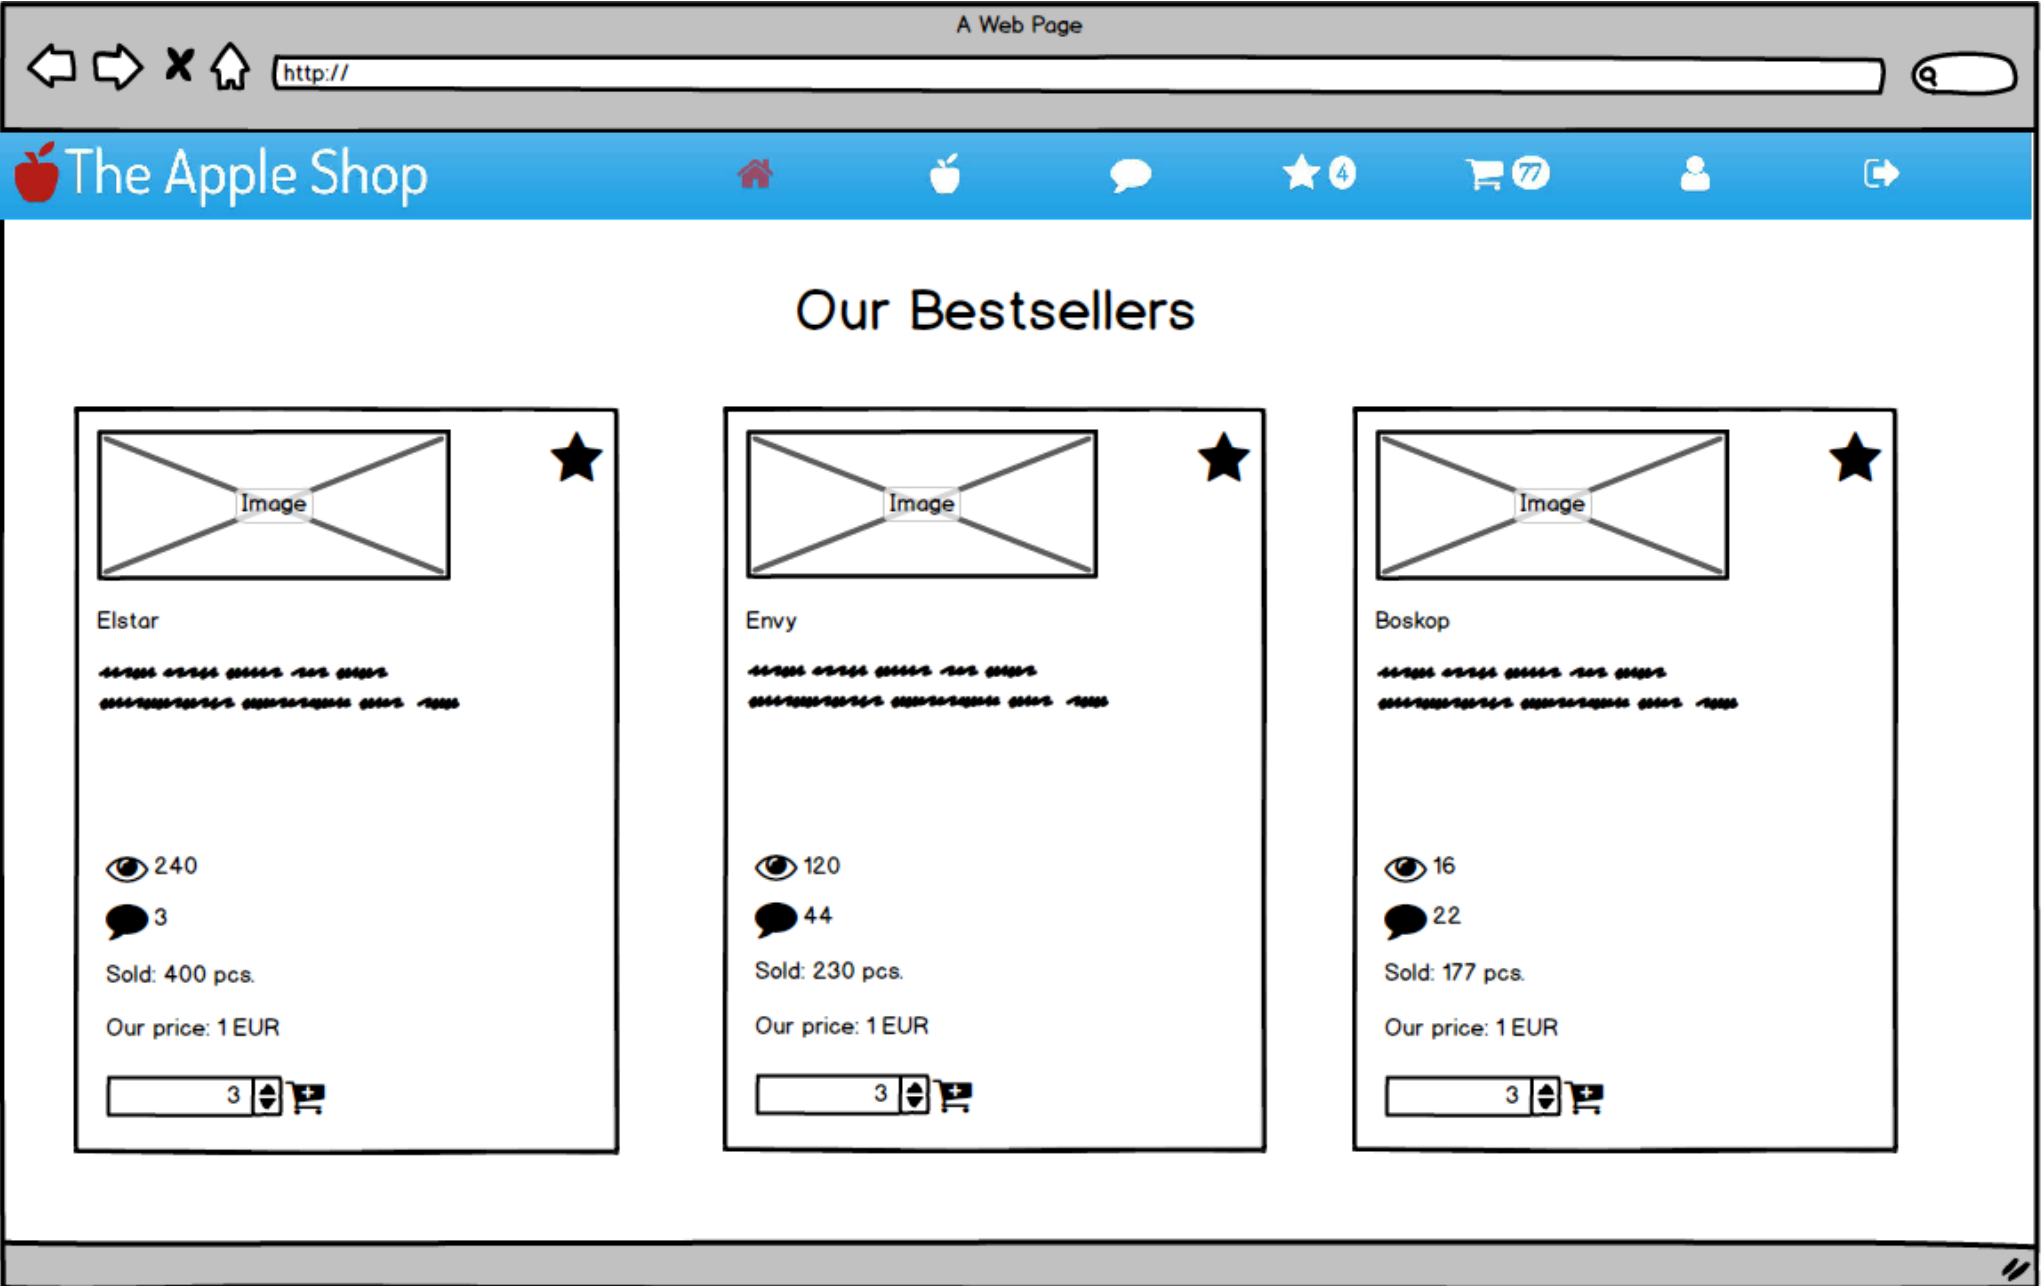 A Web Page
http://
The Apple Shop
4
77
Our Bestsellers
Image
Elstar
240
3
Sold: 400 pcs.
Our price: 1 EUR
3
Image
Envy
120
44
Sold: 230 pcs.
Our price: 1 EUR
3
Image
Boskop
16
22
Sold: 177 pcs.
Our price: 1 EUR
3